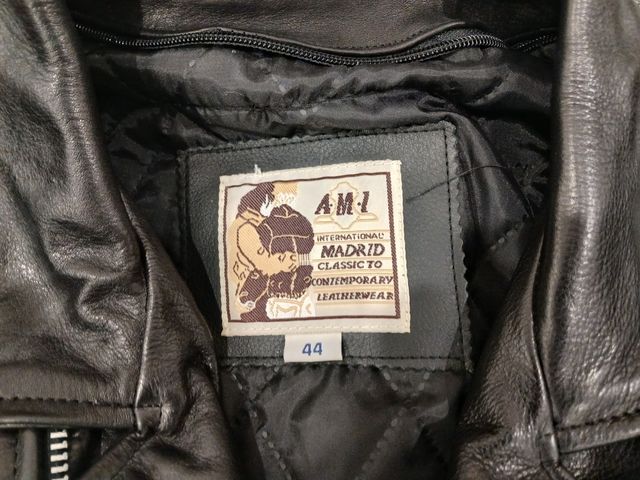 A·M·I
INTERNATIONAL
MADRID
CLASSIC TO
CONTEMPORARY
LEATHERWEAR
44